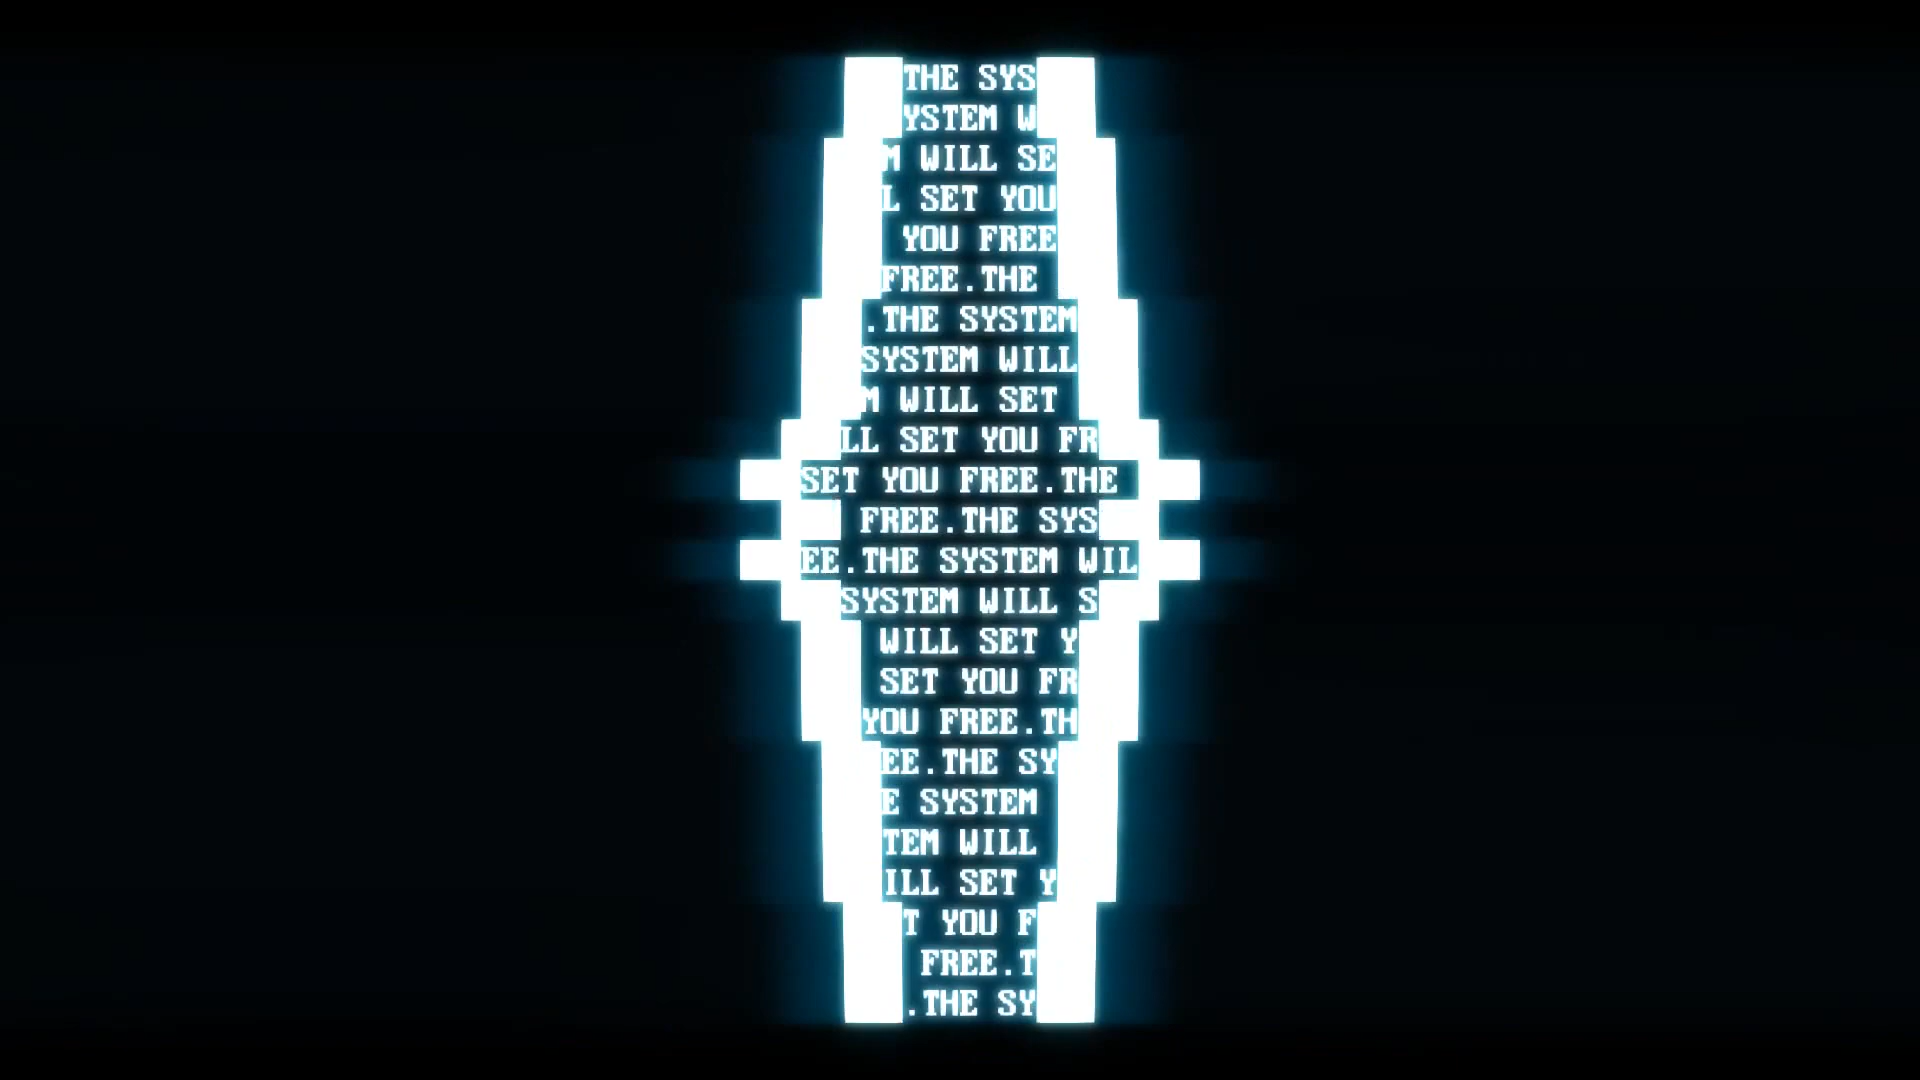 THE SYS
YSTEM W
M WILL SE
L SET YOU
YOU FREE
FREE.THE
.THE SYSTEM
SYSTEM WILL
M WILL SET
LL SET YOU FR
SET YOU FREE.THE
FREE.THE SYS
EE.THE SYSTEM WIL
SYSTEM WILL S
WILL SET Y
SET YOU FR
YOU FREE.TH
EE.THE SY
E SYSTEM
TEM WILL
ILL SET Y
T YOU F
FREE.T
.THE SY